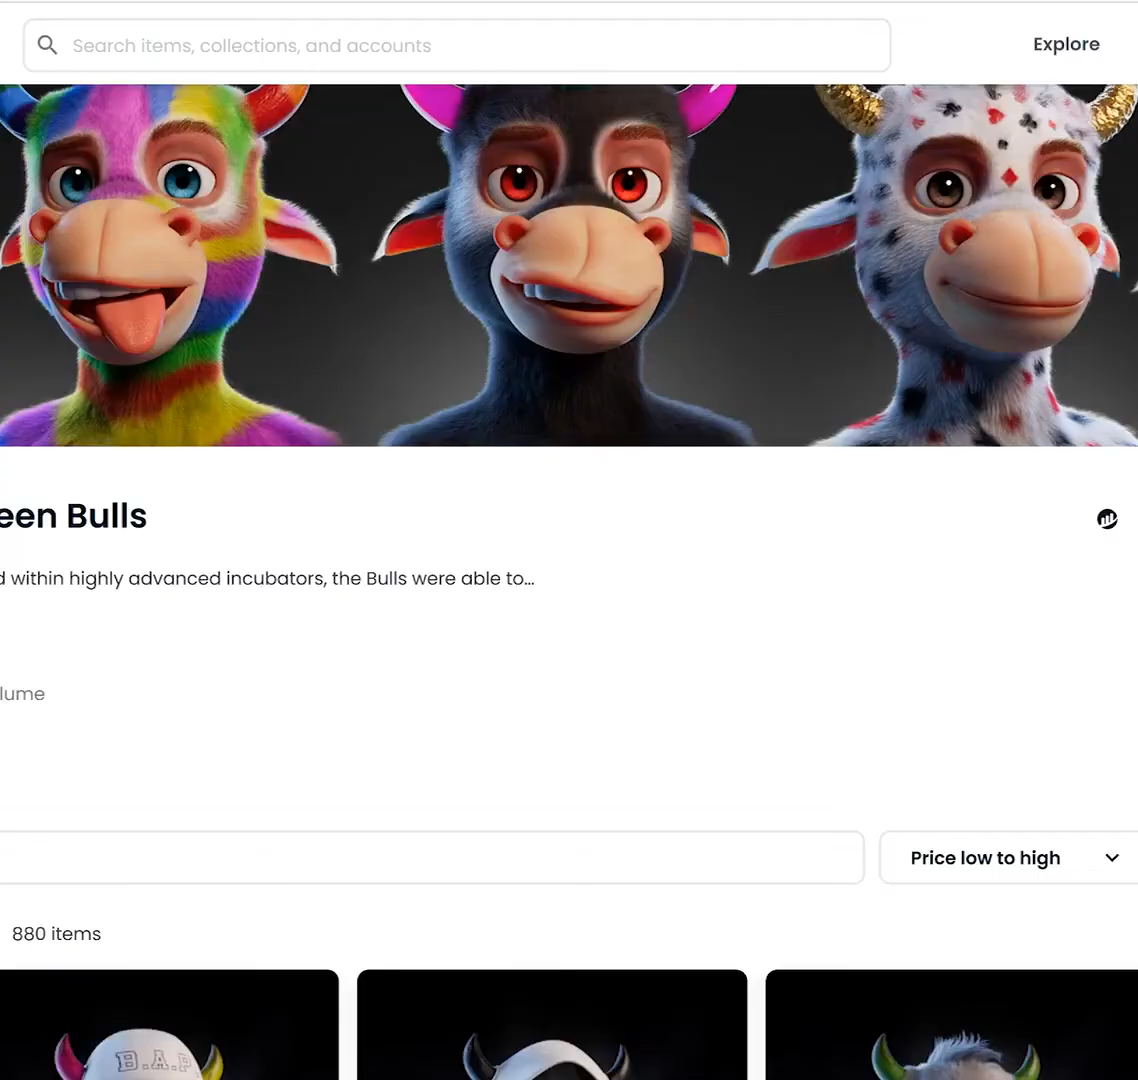 Search items, collections, and accounts
Explore
een Bulls
d within highly advanced incubators, the Bulls were able to...
lume
Price low to high
880 items
B.A.P